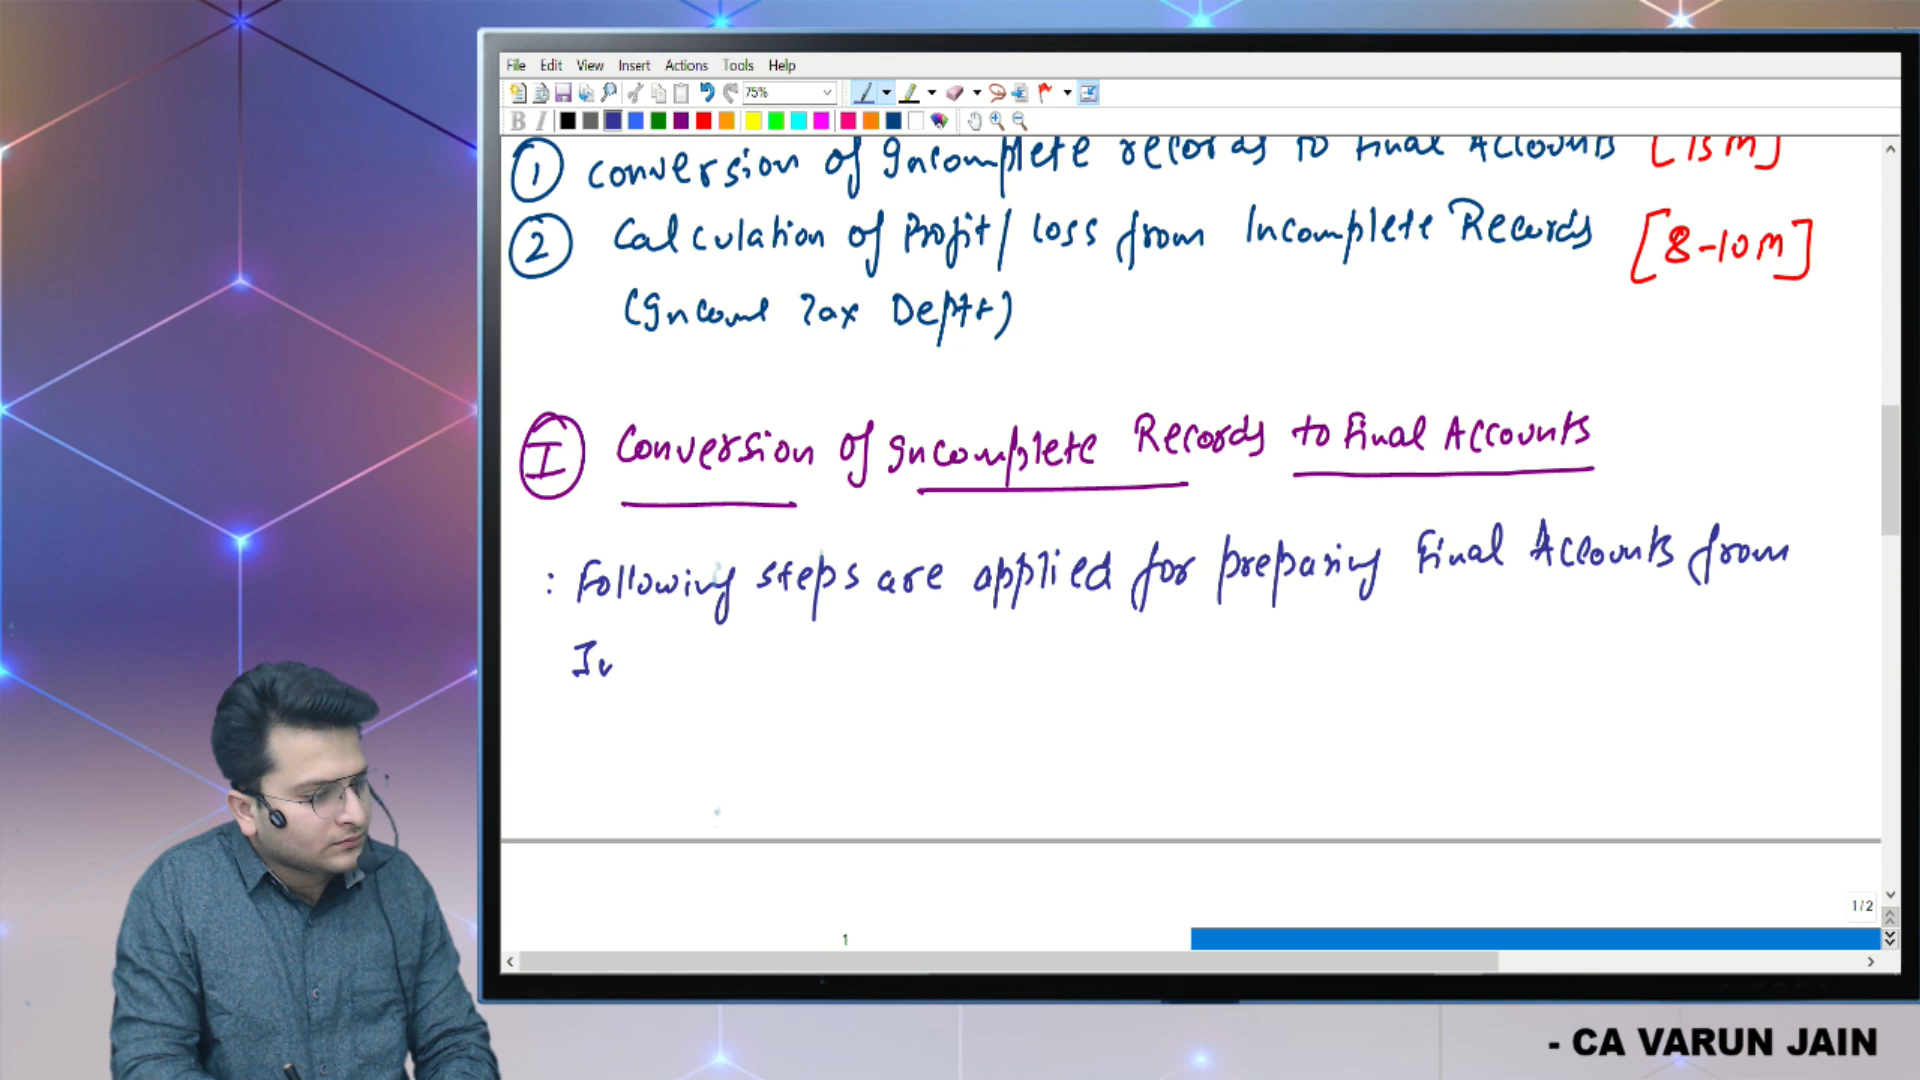 File Edit View Insert Actions Tools Help
75%
B I
① Conversion of Incomplete records to Final Accounts [15M]
② Calculation of Profit/Loss from Incomplete Records [8-10M]
(Income Tax Deptt)
Ⓘ Conversion of Incomplete Records to Final Accounts
: Following steps are applied for preparing Final Accounts from
In
1/2
1
- CA VARUN JAIN